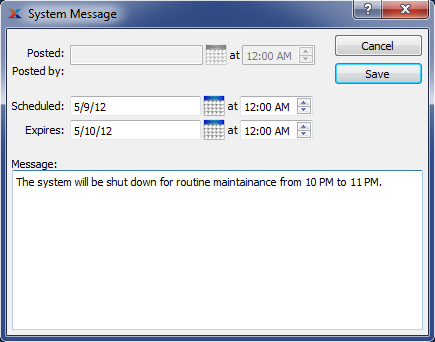 System Message
Posted: at 12:00 AM Cancel
Posted by: Save
Scheduled: 5/9/12 at 12:00 AM
Expires: 5/10/12 at 12:00 AM
Message:
The system will be shut down for routine maintainance from 10 PM to 11 PM.